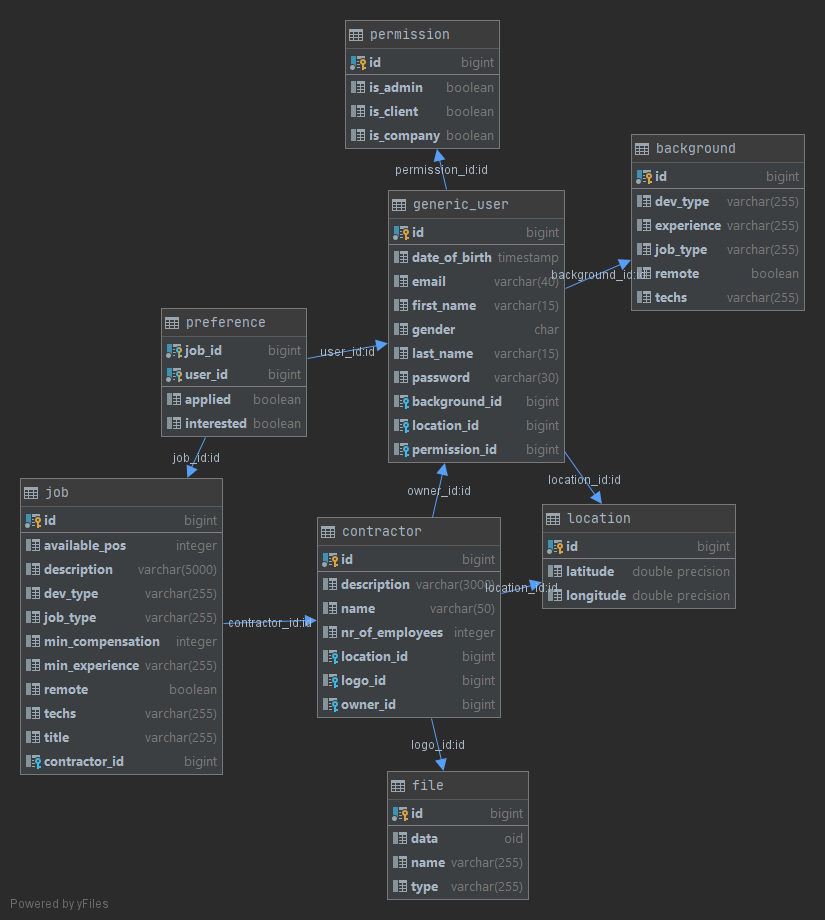 permission
id bigint
is_admin boolean
is_client boolean
is_company boolean
permission_id:id
background
id bigint
dev_type varchar(255)
experience varchar(255)
job_type varchar(255)
remote boolean
techs varchar(255)
generic_user
id bigint
date_of_birth timestamp
email varchar(40)
first_name varchar(15)
gender char
last_name varchar(15)
password varchar(30)
background_id bigint
location_id bigint
permission_id bigint
background_id:id
preference
job_id bigint
user_id bigint
applied boolean
interested boolean
user_id:id
job_id:id
owner_id:id
location_id:id
job
id bigint
available_pos integer
description varchar(5000)
dev_type varchar(255)
job_type varchar(255)
min_compensation integer
min_experience varchar(255)
remote boolean
techs varchar(255)
title varchar(255)
contractor_id bigint
contractor_id:id
contractor
id bigint
description varchar(3000)
name varchar(50)
nr_of_employees integer
location_id bigint
logo_id bigint
owner_id bigint
location_id:id
location
id bigint
latitude double precision
longitude double precision
logo_id:id
file
id bigint
data oid
name varchar(255)
type varchar(255)
Powered by yFiles